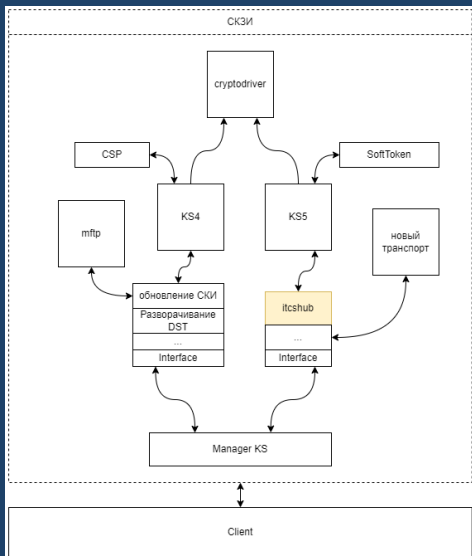 СКЗИ
cryptodriver
CSP
SoftToken
KS4
KS5
mftp
новый
транспорт
обновление СКИ
Разворачивание
DST
...
Interface
itcshub
...
Interface
Manager KS
Client